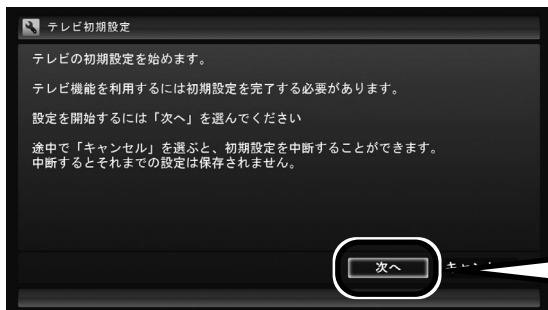 テレビ初期設定
テレビの初期設定を始めます。
テレビ機能を利用するには初期設定を完了する必要があります。
設定を開始するには「次へ」を選んでください
途中で「キャンセル」を選ぶと、初期設定を中断することができます。
中断するとそれまでの設定は保存されません。
次へ